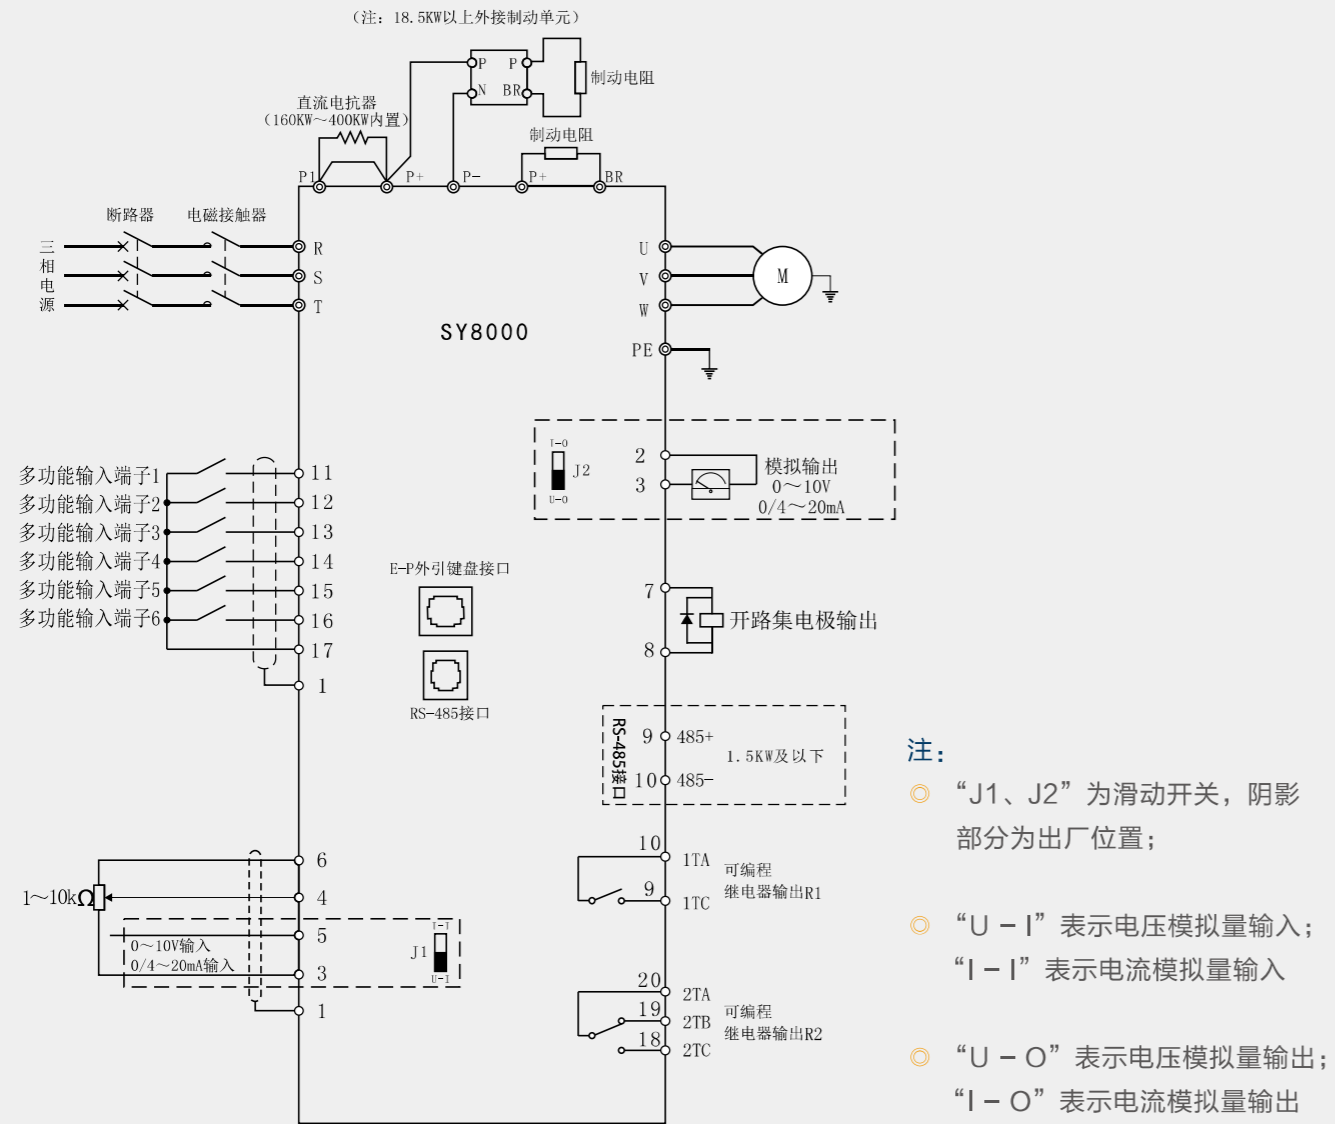 (注: 18.5KW以上外接制动单元)
P
P
N
BR
制动电阻
直流电抗器
(160KW～400KW内置)
制动电阻
P1
P+
P-
P+
BR
断路器
电磁接触器
三相电源
R
S
T
U
V
W
M
PE
SY8000
I-O
J2
U-O
2
3
模拟输出
0～10V
0/4～20mA
多功能输入端子1
多功能输入端子2
多功能输入端子3
多功能输入端子4
多功能输入端子5
多功能输入端子6
11
12
13
14
15
16
17
1
E-P外引键盘接口
RS-485接口
7
8
开路集电极输出
RS-485接口
9
485+
10
485-
1.5KW及以下
6
4
5
3
1
1～10kΩ
0～10V输入
0/4～20mA输入
I-I
J1
U-I
10
1TA
9
1TC
可编程
继电器输出R1
20
2TA
19
2TB
18
2TC
可编程
继电器输出R2
注：
“J1、J2”为滑动开关，阴影
部分为出厂位置；
“U – I”表示电压模拟量输入；
“I – I”表示电流模拟量输入
“U – O”表示电压模拟量输出；
“I – O”表示电流模拟量输出